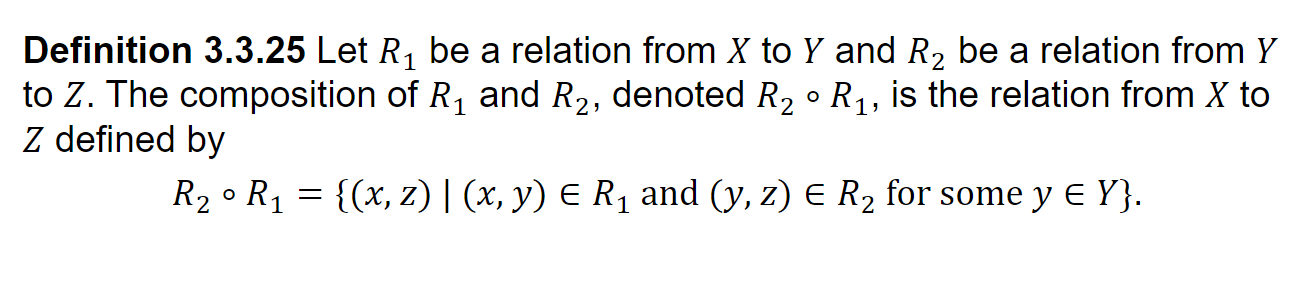 Definition 3.3.25 Let R₁ be a relation from X to Y and R₂ be a relation from Y
to Z. The composition of R₁ and R₂, denoted R₂ ∘ R₁, is the relation from X to
Z defined by
R₂ ∘ R₁ = {(x, z) | (x, y) ∈ R₁ and (y, z) ∈ R₂ for some y ∈ Y}.